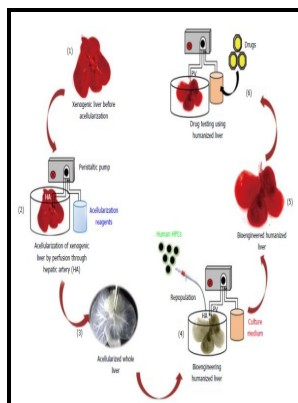 (1)
Xenogenic liver before
acellularization
Peristaltic pump
HA
(2)
Acellularization
reagents
Acellularization of xenogenic
liver by perfusion through
hepatic artery (HA)
(3)
Acellularized whole
liver
Human HPCs
Repopulation
PV
HA
(4)
Culture
medium
Bioengineering
humanized liver
(5)
Bioengineered humanized
liver
Drugs
PV
(6)
Drug testing using
humanized liver